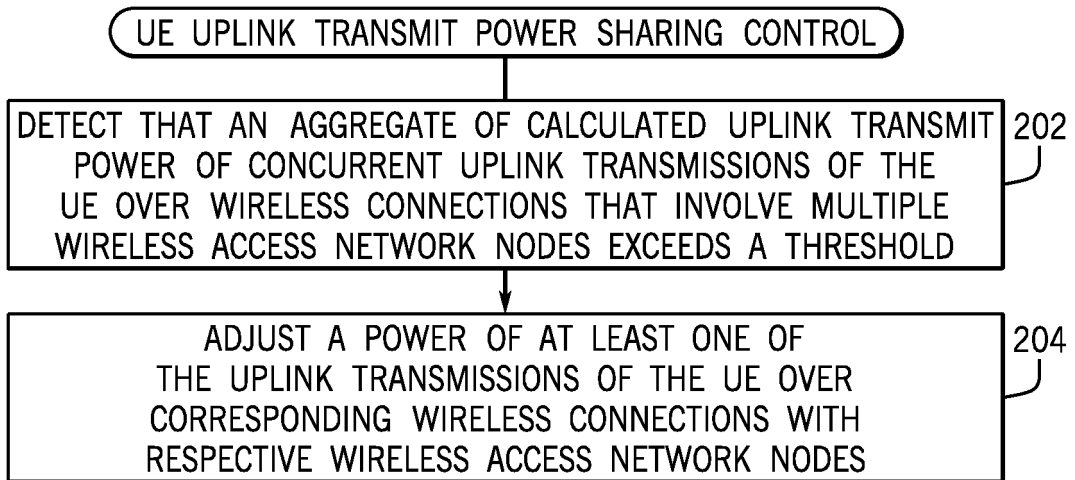 UE UPLINK TRANSMIT POWER SHARING CONTROL
DETECT THAT AN AGGREGATE OF CALCULATED UPLINK TRANSMIT
POWER OF CONCURRENT UPLINK TRANSMISSIONS OF THE
UE OVER WIRELESS CONNECTIONS THAT INVOLVE MULTIPLE
WIRELESS ACCESS NETWORK NODES EXCEEDS A THRESHOLD
202
ADJUST A POWER OF AT LEAST ONE OF
THE UPLINK TRANSMISSIONS OF THE UE OVER
CORRESPONDING WIRELESS CONNECTIONS WITH
RESPECTIVE WIRELESS ACCESS NETWORK NODES
204